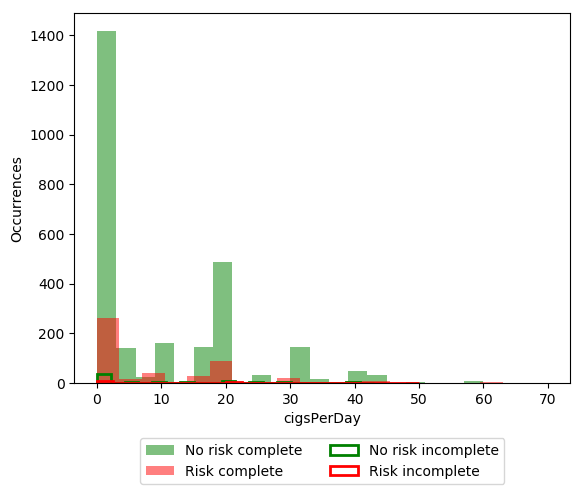 1400
1200
1000
800
600
400
200
0
Occurrences
0 10 20 30 40 50 60 70
cigsPerDay
No risk complete No risk incomplete
Risk complete Risk incomplete